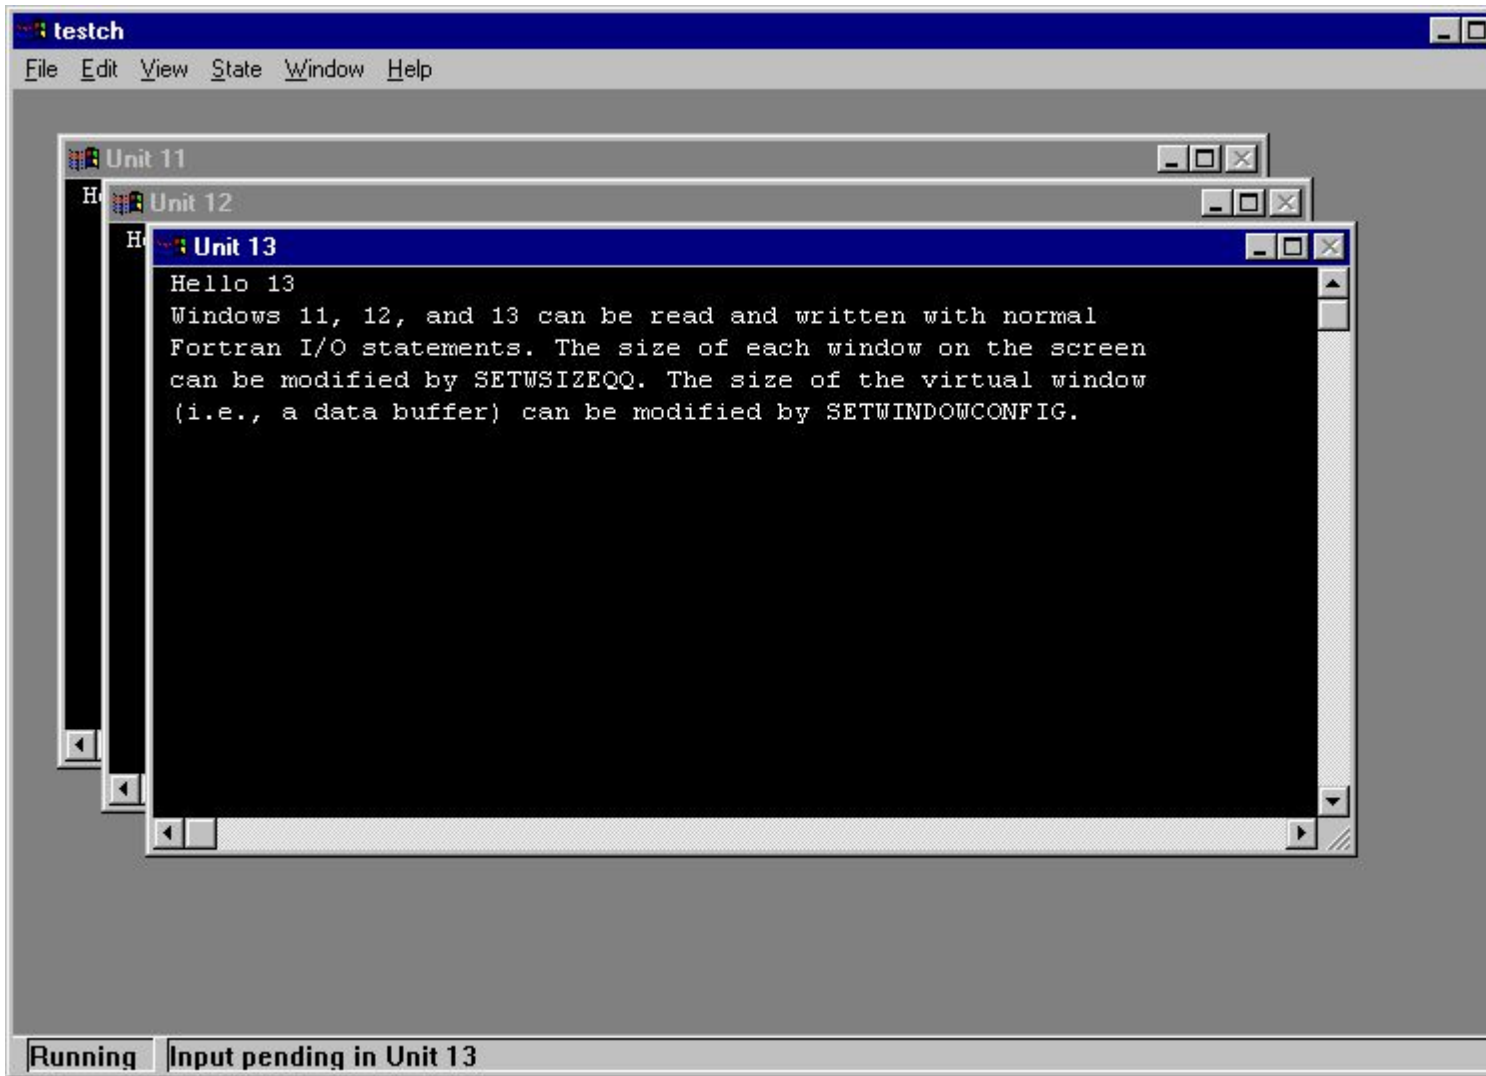 testch
File Edit View State Window Help
Unit 11
Unit 12
Unit 13
Hello 13
Windows 11, 12, and 13 can be read and written with normal
Fortran I/O statements. The size of each window on the screen
can be modified by SETWSIZEQQ. The size of the virtual window
(i.e., a data buffer) can be modified by SETWINDOWCONFIG.
Running Input pending in Unit 13